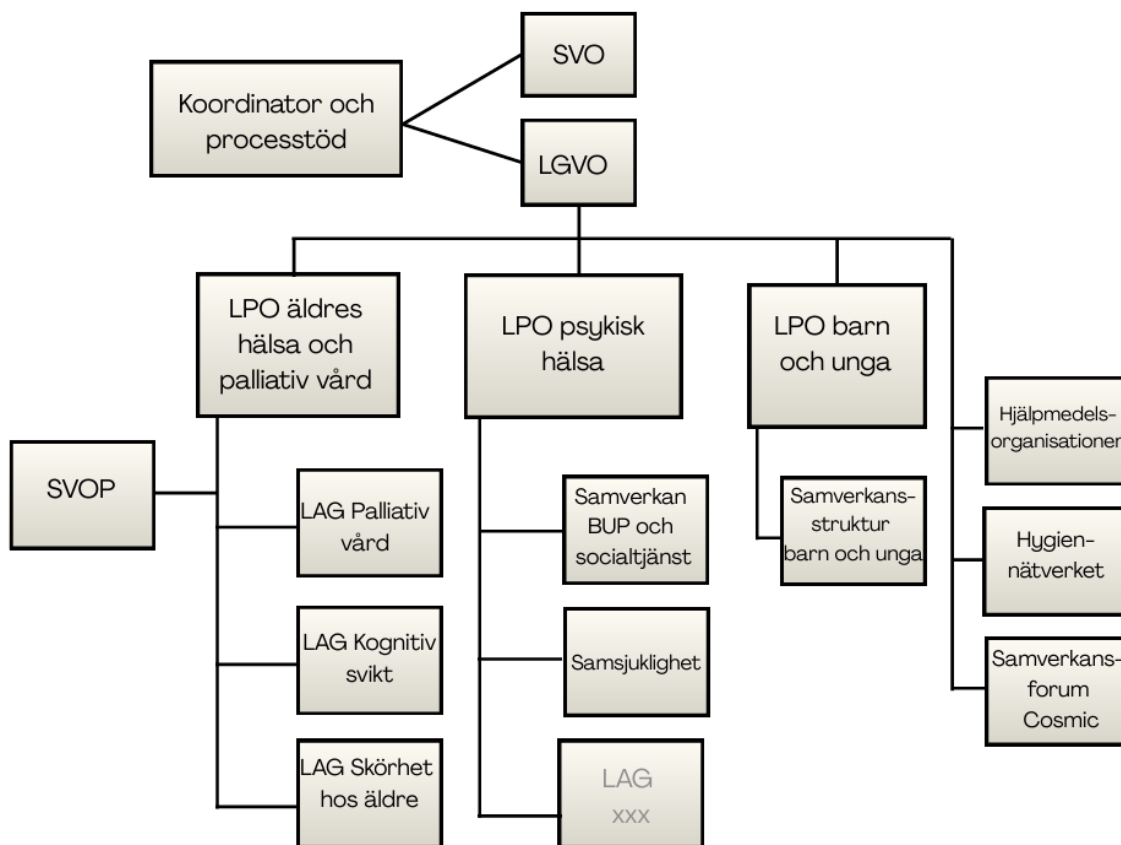 SVO
Koordinator och
processtöd
LGVO
LPO äldres
hälsa och
palliativ vård
LPO psykisk
hälsa
LPO barn
och unga
Hjälpmedels-
organisationer
SVOP
LAG Palliativ
vård
Samverkan
BUP och
socialtjänst
Samverkans-
struktur
barn och unga
Hygien-
nätverket
LAG Kognitiv
svikt
Samsjuklighet
Samverkans-
forum
Cosmic
LAG Skörhet
hos äldre
LAG
xxx